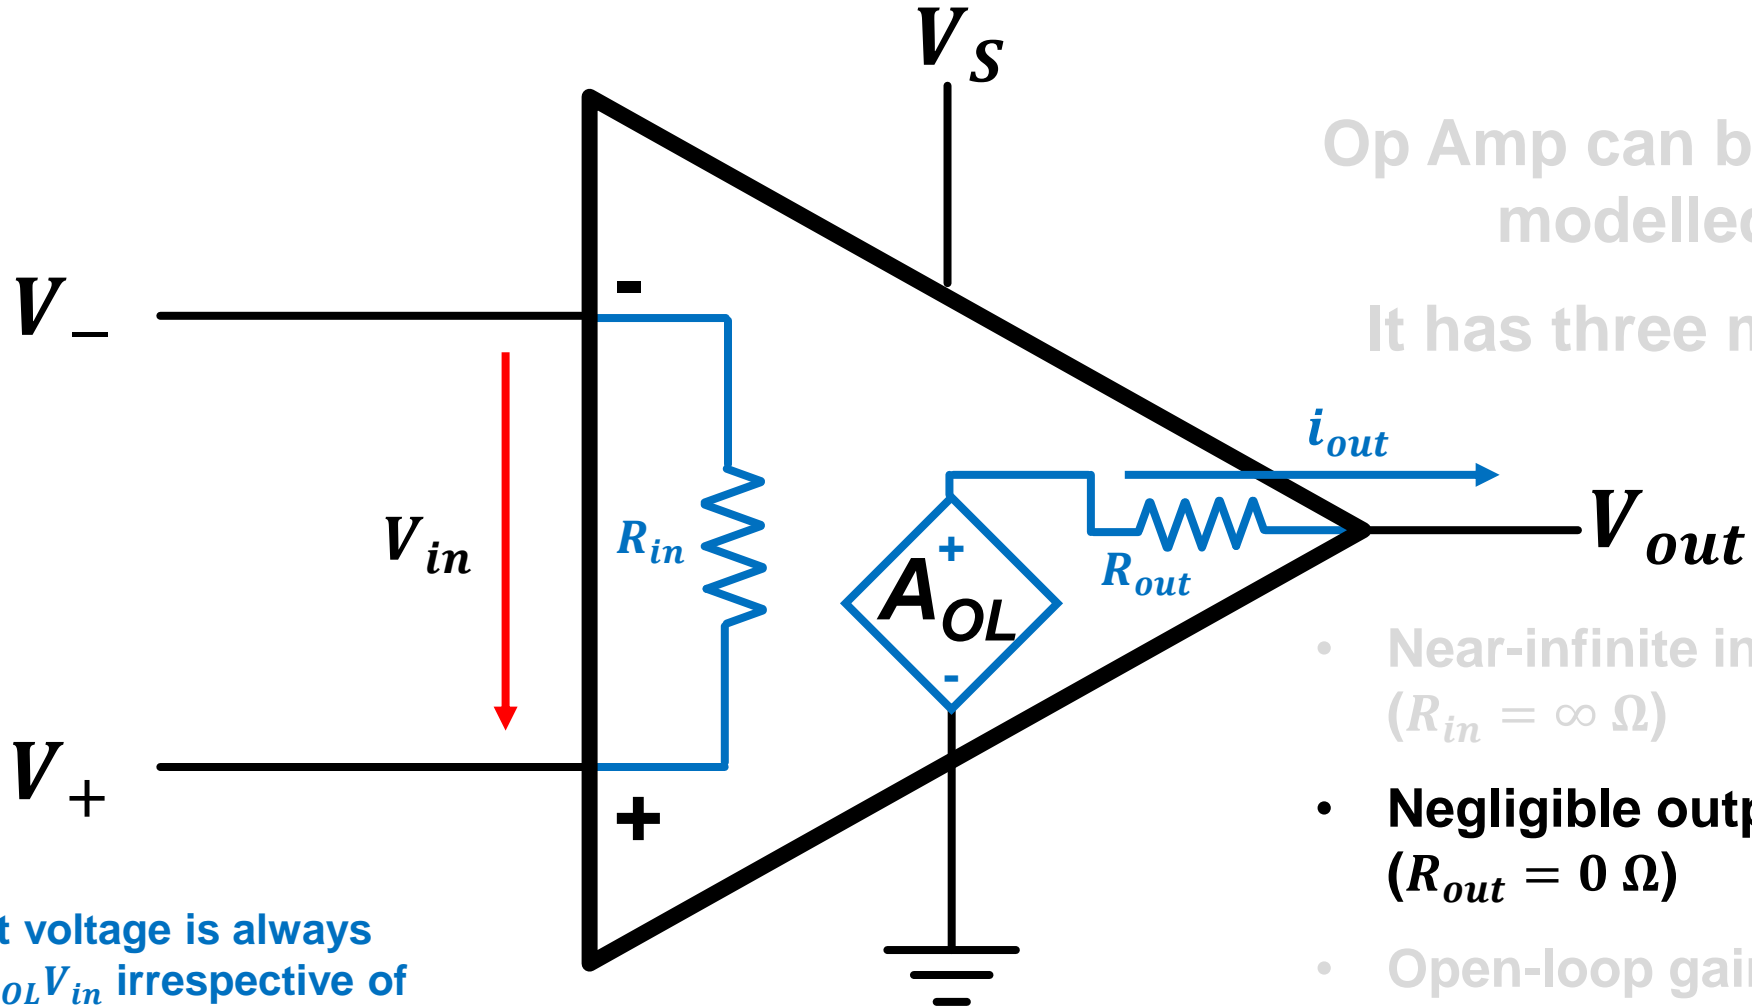 V_S
Op Amp can b
modelled
It has three m
V_−
-
i_out
V_in
R_in
+
A_OL
-
R_out
V_out
V_+
+
• Near-infinite in
(R_in = ∞ Ω)
• Negligible outp
(R_out = 0 Ω)
• Open-loop gain
t voltage is always
_OL V_in irrespective of